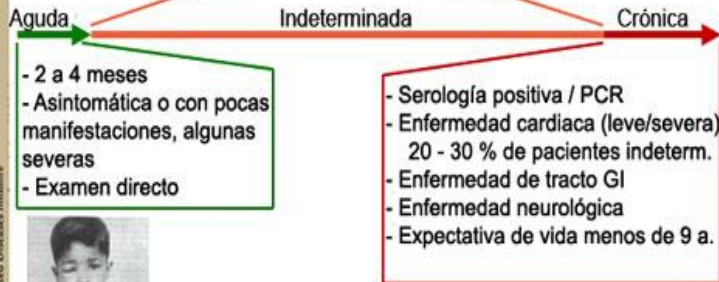 Aguda
Indeterminada
Crónica
- 2 a 4 meses
- Asintomática o con pocas
manifestaciones, algunas
severas
- Examen directo
- Serología positiva / PCR
- Enfermedad cardiaca (leve/severa)
20 - 30 % de pacientes indeterm.
- Enfermedad de tracto GI
- Enfermedad neurológica
- Expectativa de vida menos de 9 a.